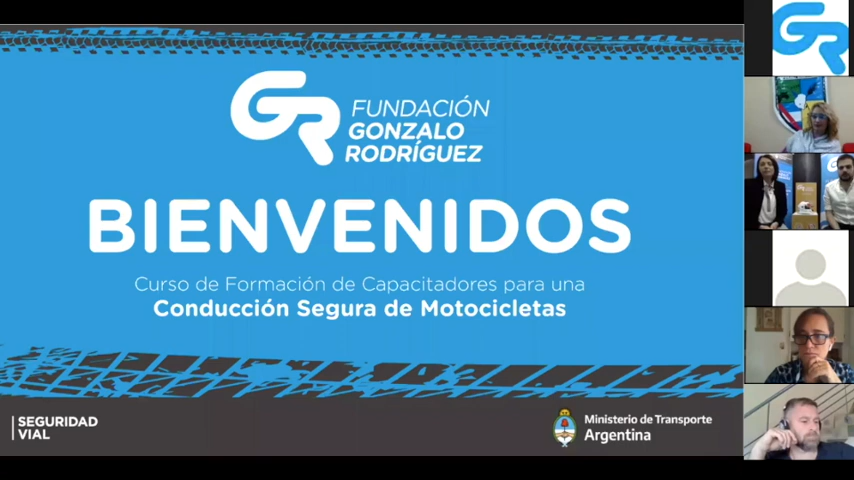 GR FUNDACIÓN
GONZALO
RODRÍGUEZ
BIENVENIDOS
Curso de Formación de Capacitadores para una
Conducción Segura de Motocicletas
SEGURIDAD
VIAL
Ministerio de Transporte
Argentina
GR